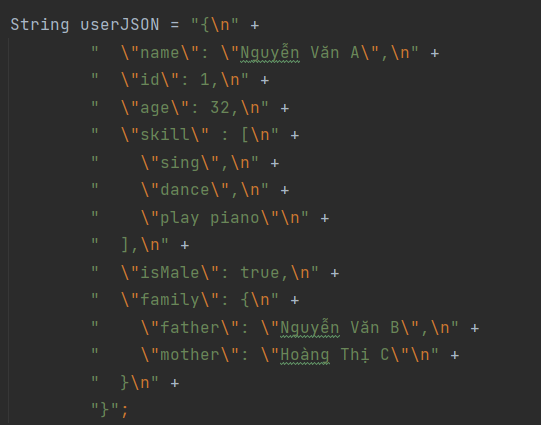 String userJSON = "{\n" +
"  \"name\": \"Nguyễn Văn A\",\n" +
"  \"id\": 1,\n" +
"  \"age\": 32,\n" +
"  \"skill\" : [\n" +
"    \"sing\",\n" +
"    \"dance\",\n" +
"    \"play piano\"\n" +
"  ],\n" +
"  \"isMale\": true,\n" +
"  \"family\": {\n" +
"    \"father\": \"Nguyễn Văn B\",\n" +
"    \"mother\": \"Hoàng Thị C\"\n" +
"  }\n" +
"}";